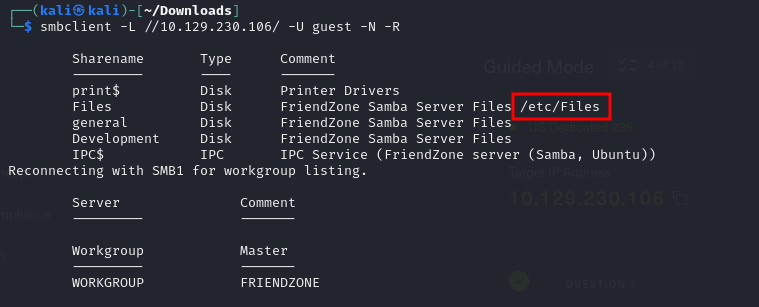 (kali㉿kali)-[~/Downloads]
$ smbclient -L //10.129.230.106/ -U guest -N -R
Sharename Type Comment
--------- ---- -------
print$ Disk Printer Drivers
Files Disk FriendZone Samba Server Files /etc/Files
general Disk FriendZone Samba Server Files
Development Disk FriendZone Samba Server Files
IPC$ IPC IPC Service (FriendZone server (Samba, Ubuntu))
Reconnecting with SMB1 for workgroup listing.
Server Comment
--------- -------
Workgroup Master
--------- -------
WORKGROUP FRIENDZONE
Guided Mode
Target IP Address
10.129.230.106
QUESTION